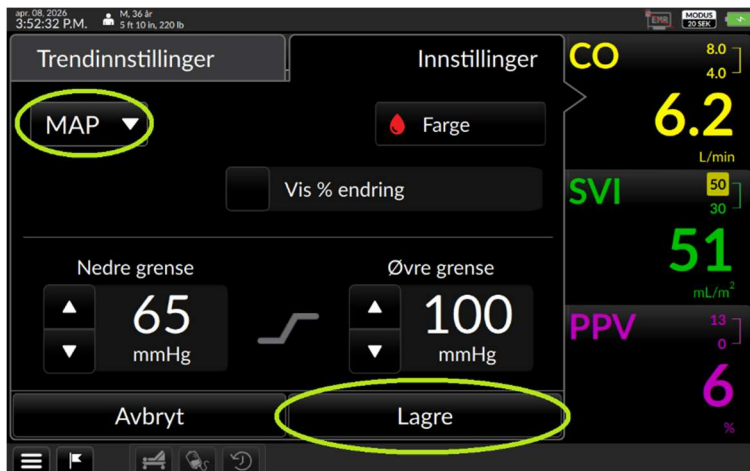 apr. 08, 2026
3:52:32 P.M.
M, 36 år
5 ft 10 in, 220 lb
EMR
MODUS
20 SEK
Trendinnstillinger
Innstillinger
MAP
Farge
Vis % endring
Nedre grense
Øvre grense
65
mmHg
100
mmHg
Avbryt
Lagre
CO
8.0
4.0
6.2
L/min
SVI
50
30
51
mL/m²
PPV
13
0
6
%